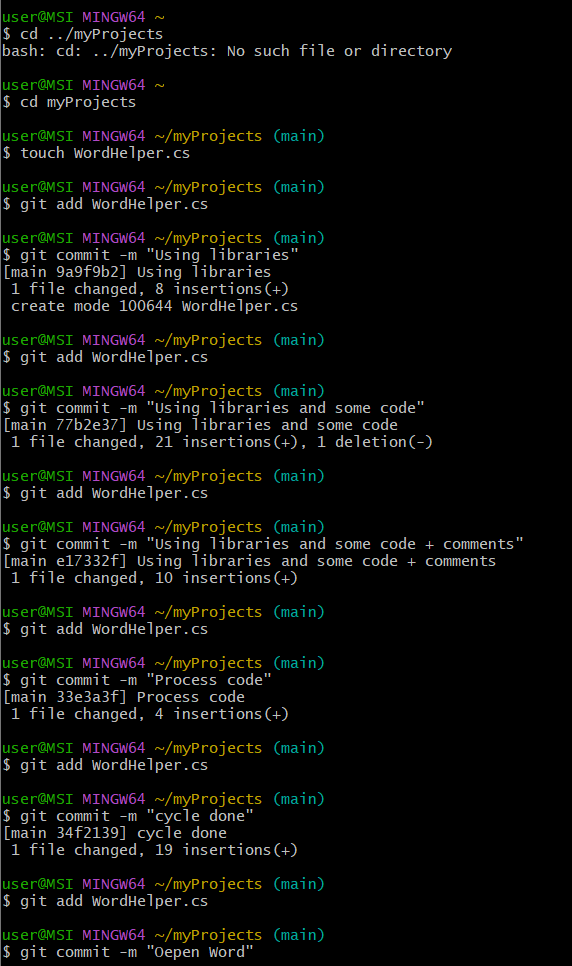 user@MSI MINGW64 ~
$ cd ../myProjects
bash: cd: ../myProjects: No such file or directory
user@MSI MINGW64 ~
$ cd myProjects
user@MSI MINGW64 ~/myProjects (main)
$ touch WordHelper.cs
user@MSI MINGW64 ~/myProjects (main)
$ git add WordHelper.cs
user@MSI MINGW64 ~/myProjects (main)
$ git commit -m "Using libraries"
[main 9a9f9b2] Using libraries
 1 file changed, 8 insertions(+)
 create mode 100644 WordHelper.cs
user@MSI MINGW64 ~/myProjects (main)
$ git add WordHelper.cs
user@MSI MINGW64 ~/myProjects (main)
$ git commit -m "Using libraries and some code"
[main 77b2e37] Using libraries and some code
 1 file changed, 21 insertions(+), 1 deletion(-)
user@MSI MINGW64 ~/myProjects (main)
$ git add WordHelper.cs
user@MSI MINGW64 ~/myProjects (main)
$ git commit -m "Using libraries and some code + comments"
[main e17332f] Using libraries and some code + comments
 1 file changed, 10 insertions(+)
user@MSI MINGW64 ~/myProjects (main)
$ git add WordHelper.cs
user@MSI MINGW64 ~/myProjects (main)
$ git commit -m "Process code"
[main 33e3a3f] Process code
 1 file changed, 4 insertions(+)
user@MSI MINGW64 ~/myProjects (main)
$ git add WordHelper.cs
user@MSI MINGW64 ~/myProjects (main)
$ git commit -m "cycle done"
[main 34f2139] cycle done
 1 file changed, 19 insertions(+)
user@MSI MINGW64 ~/myProjects (main)
$ git add WordHelper.cs
user@MSI MINGW64 ~/myProjects (main)
$ git commit -m "Oepen Word"